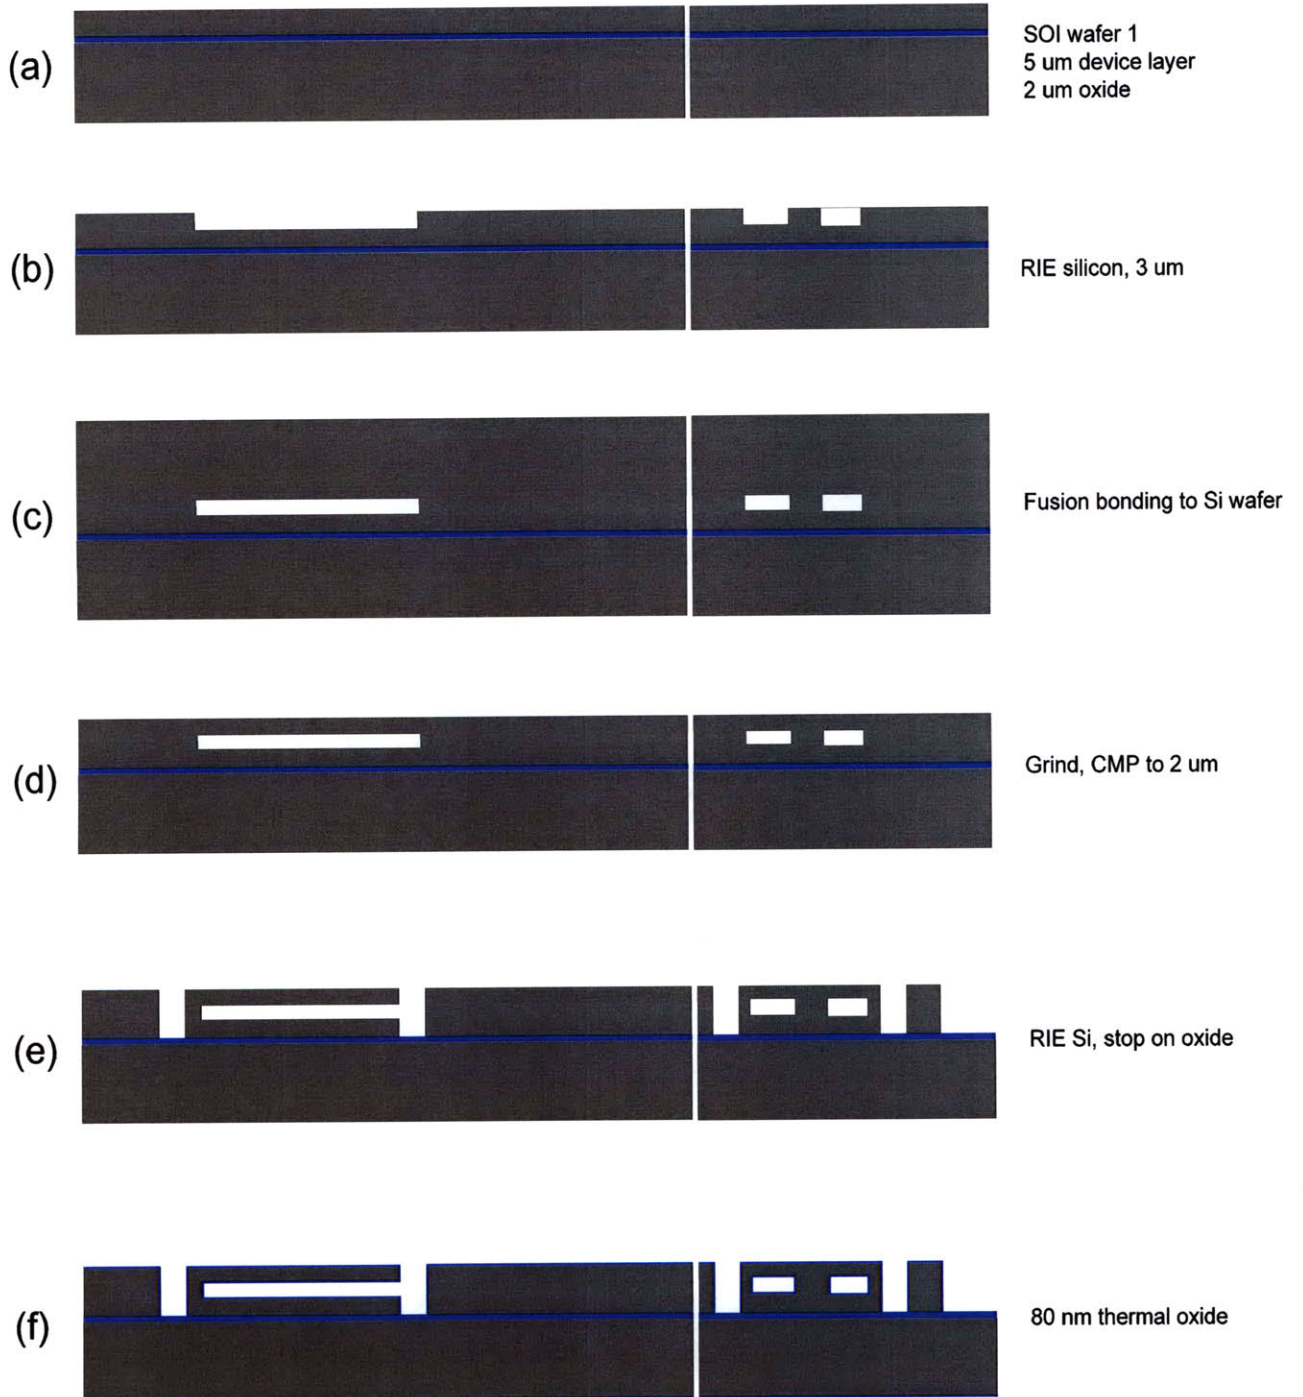 (a)
SOI wafer 1
5 um device layer
2 um oxide
(b)
RIE silicon, 3 um
(c)
Fusion bonding to Si wafer
(d)
Grind, CMP to 2 um
(e)
RIE Si, stop on oxide
(f)
80 nm thermal oxide